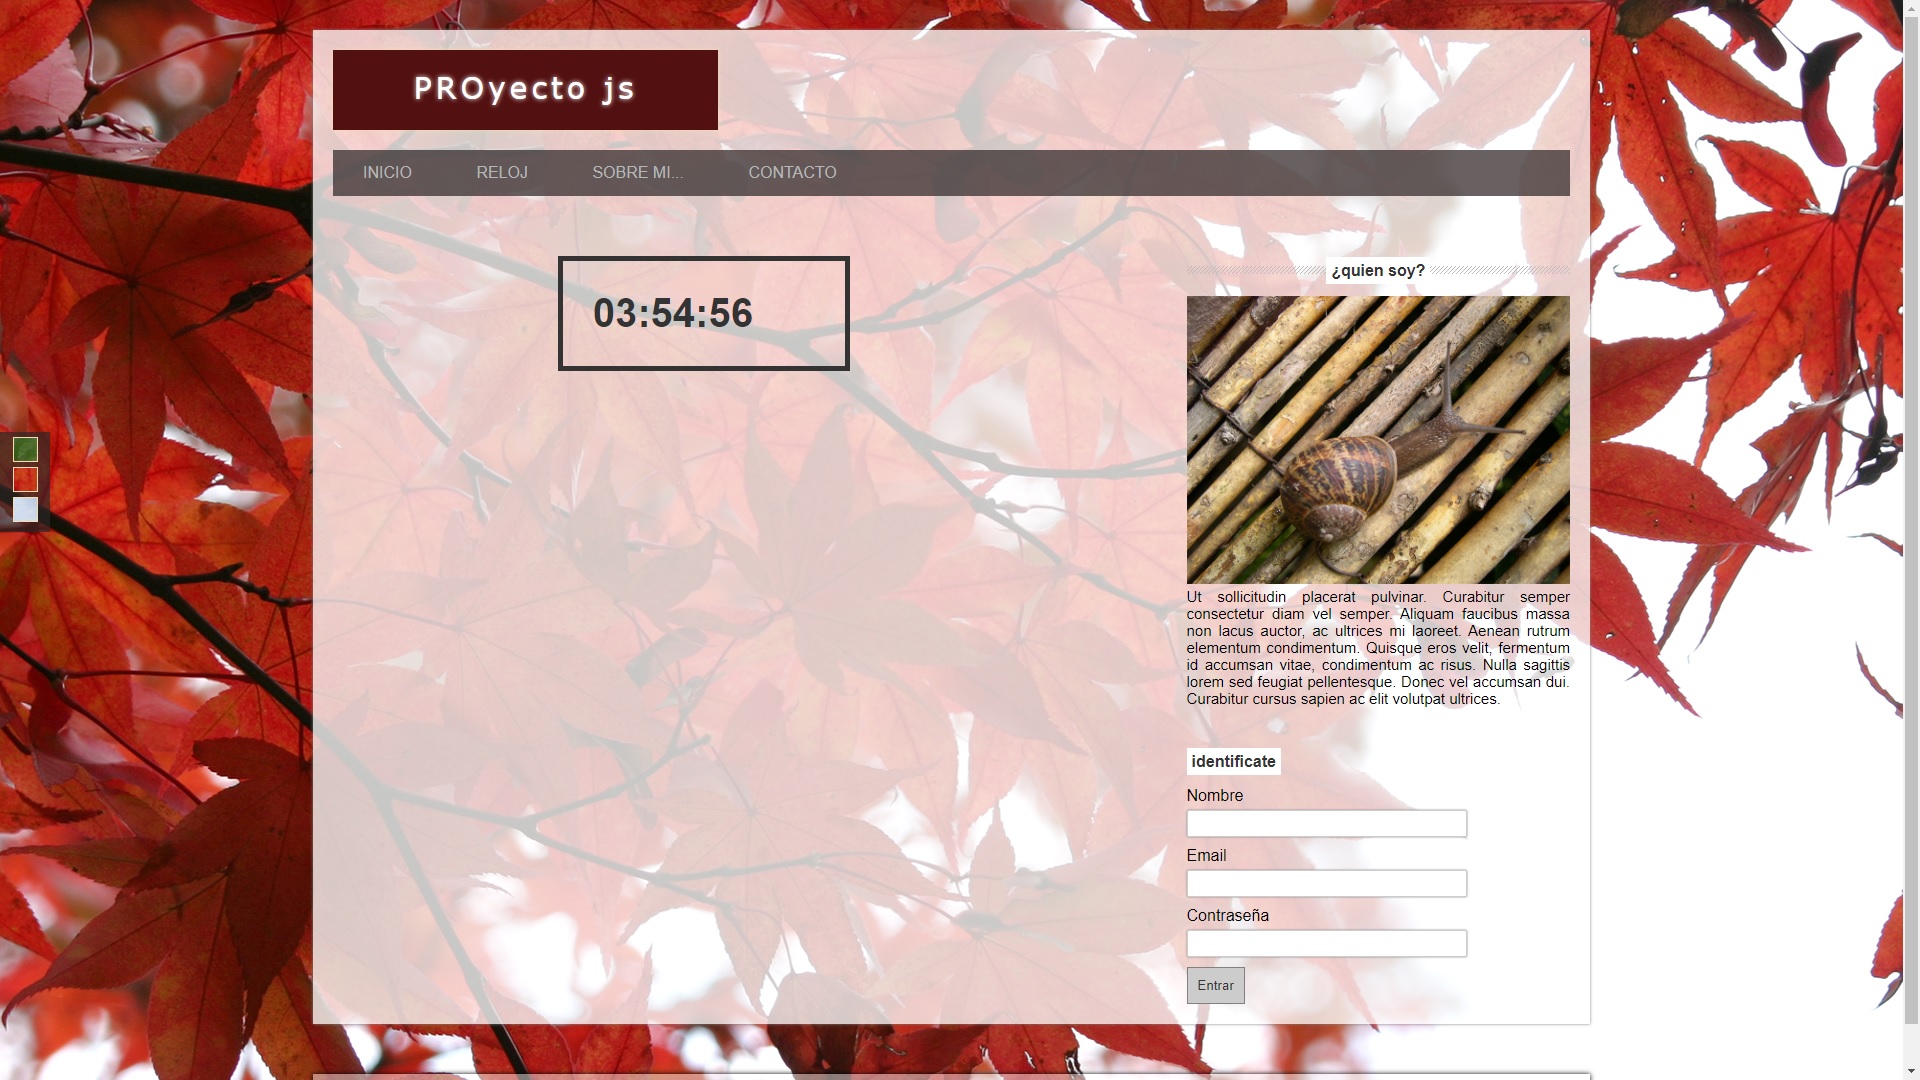 PROyecto js
INICIO
RELOJ
SOBRE MI...
CONTACTO
03:54:56
¿quien soy?
Ut sollicitudin placerat pulvinar. Curabitur semper
consectetur diam vel semper. Aliquam faucibus massa
non lacus auctor, ac ultrices mi laoreet. Aenean rutrum
elementum condimentum. Quisque eros velit, fermentum
id accumsan vitae, condimentum ac risus. Nulla sagittis
lorem sed feugiat pellentesque. Donec vel accumsan dui.
Curabitur cursus sapien ac elit volutpat ultrices.
identificate
Nombre
Email
Contraseña
Entrar